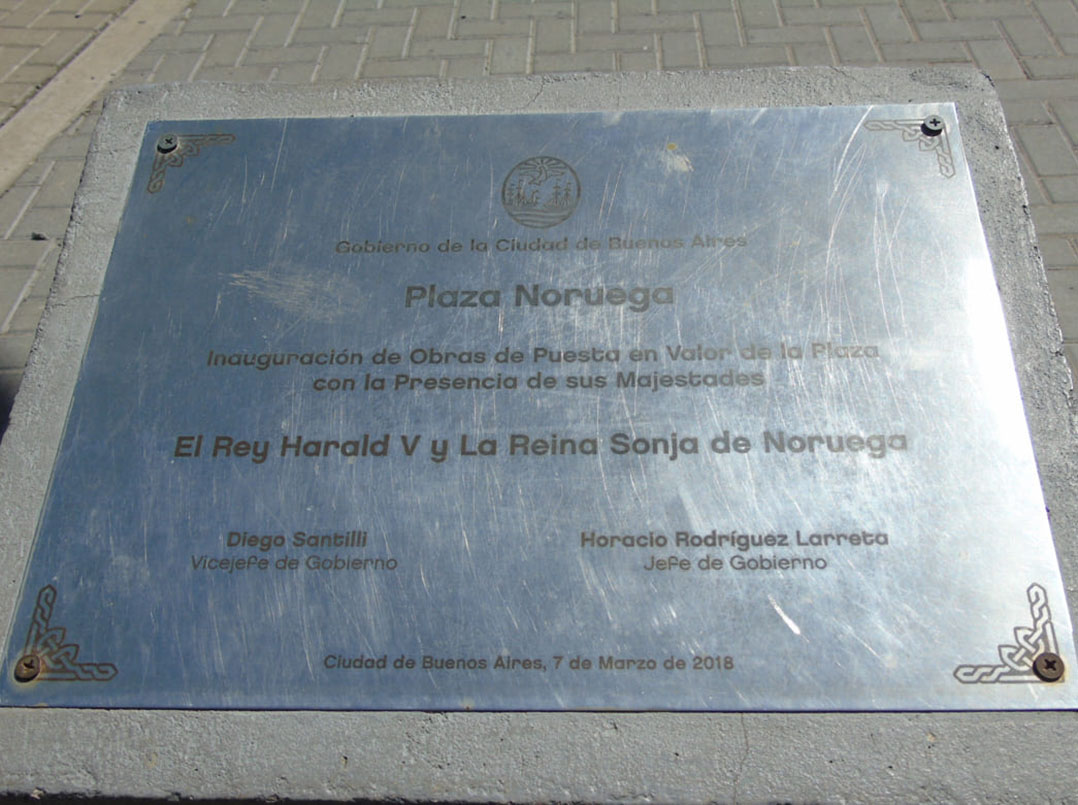 Gobierno de la Ciudad de Buenos Aires
Plaza Noruega
Inauguración de Obras de Puesta en Valor de la Plaza
con la Presencia de sus Majestades
El Rey Harald V y La Reina Sonja de Noruega
Diego Santilli
Vicejefe de Gobierno
Horacio Rodríguez Larreta
Jefe de Gobierno
Ciudad de Buenos Aires, 7 de Marzo de 2018